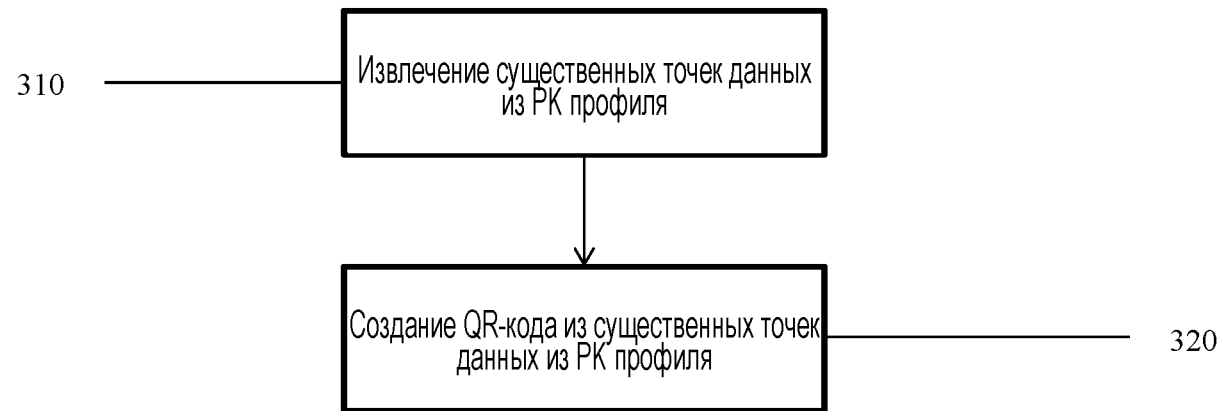 310
Извлечение существенных точек данных
из РК профиля
Создание QR-кода из существенных точек
данных из РК профиля
320